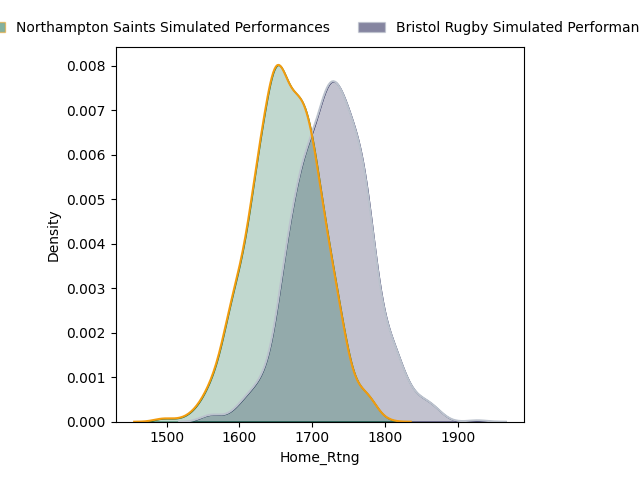 Northampton Saints Simulated Performances
Bristol Rugby Simulated
0.008
0.007
0.006
0.005
0.004
0.003
0.002
0.001
0.000
Density
1500 1600 1700 1800 1900
Home_Rtng